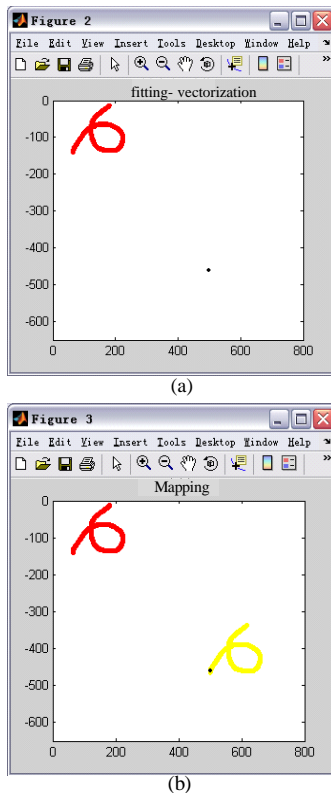 Figure 2
File Edit View Insert Tools Desktop Window Help
fitting- vectorization
0
-100
-200
-300
-400
-500
-600
0 200 400 600 800
(a)
Figure 3
File Edit View Insert Tools Desktop Window Help
Mapping
0
-100
-200
-300
-400
-500
-600
0 200 400 600 800
(b)